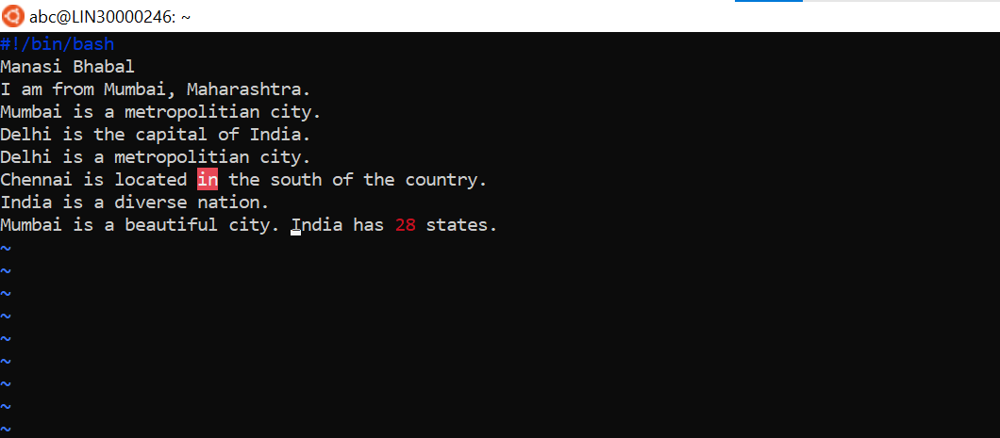 abc@LIN30000246: ~
#!/bin/bash
Manasi Bhabal
I am from Mumbai, Maharashtra.
Mumbai is a metropolitian city.
Delhi is the capital of India.
Delhi is a metropolitian city.
Chennai is located in the south of the country.
India is a diverse nation.
Mumbai is a beautiful city. India has 28 states.
~
~
~
~
~
~
~
~
~